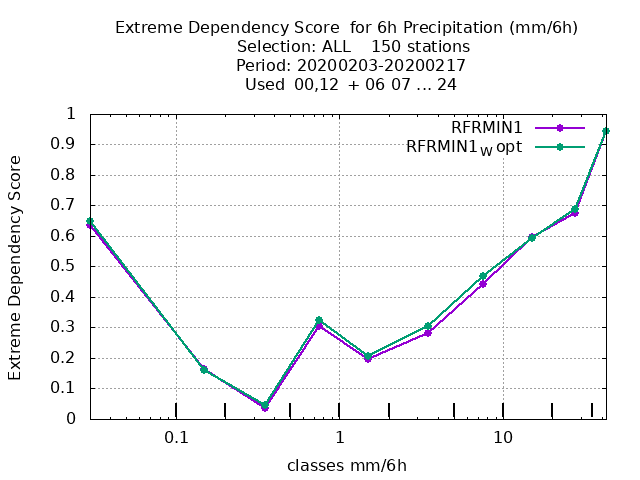 Extreme Dependency Score  for 6h Precipitation (mm/6h)
Selection: ALL    150 stations
Period: 20200203-20200217
Used  00,12  + 06 07 ... 24
RFRMIN1
RFRMIN1W opt
1
0.9
0.8
0.7
0.6
0.5
0.4
0.3
0.2
0.1
0
Extreme Dependency Score
0.1 1 10
classes mm/6h